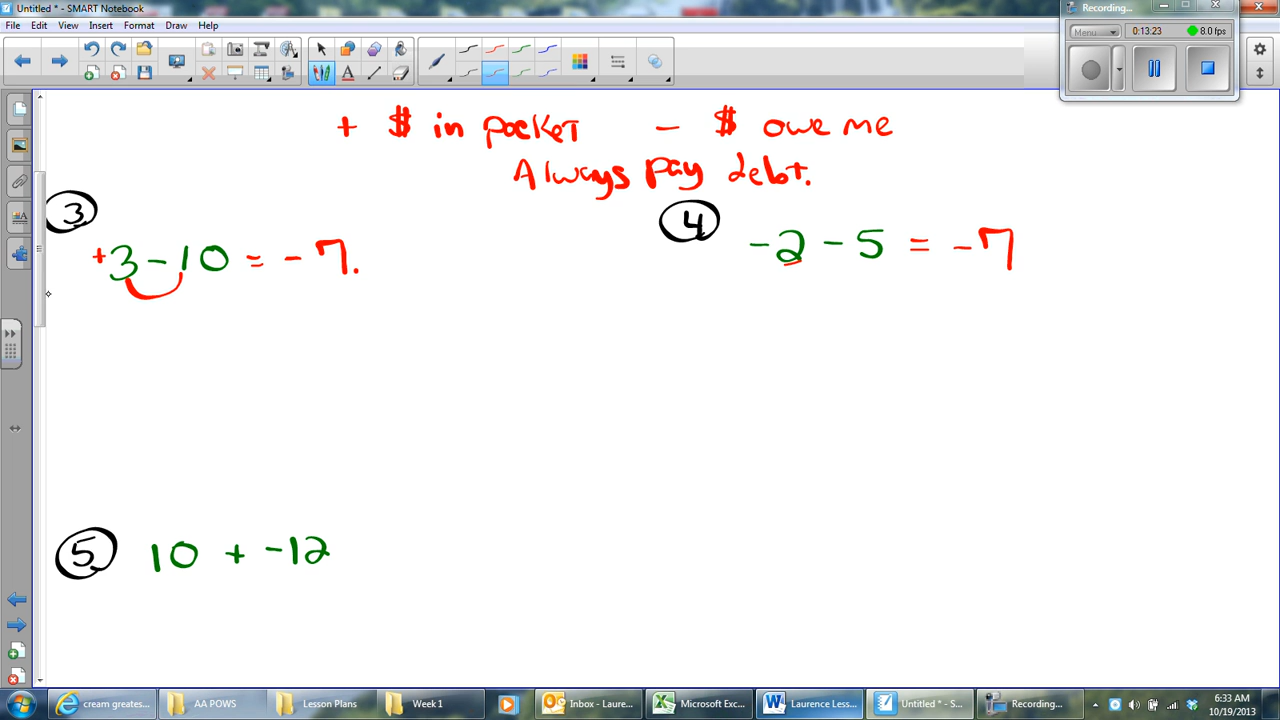 Untitled * - SMART Notebook
Recording...
File Edit View Insert Format Draw Help
Menu 0:13:23 8.0 fps
+ $ in pocket - $ owe me
Always pay debt.
3
4
+3 - 10 = - 7.
-2 - 5 = -7
5 10 + -12
cream greates...
AA POWS
Lesson Plans
Week 1
Inbox - Laure...
Microsoft Exc...
Laurence Less...
Untitled * - S...
Recording...
6:33 AM
10/19/2013